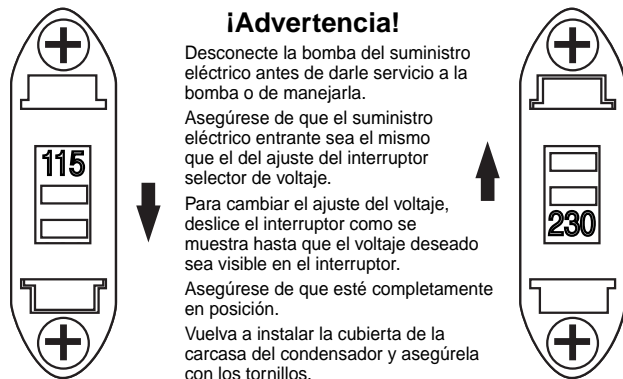 ¡Advertencia!
Desconecte la bomba del suministro
eléctrico antes de darle servicio a la
bomba o de manejarla.
Asegúrese de que el suministro
eléctrico entrante sea el mismo
que el del ajuste del interruptor
selector de voltaje.
Para cambiar el ajuste del voltaje,
deslice el interruptor como se
muestra hasta que el voltaje deseado
sea visible en el interruptor.
Asegúrese de que esté completamente
en posición.
Vuelva a instalar la cubierta de la
carcasa del condensador y asegúrela
con los tornillos.
115
230